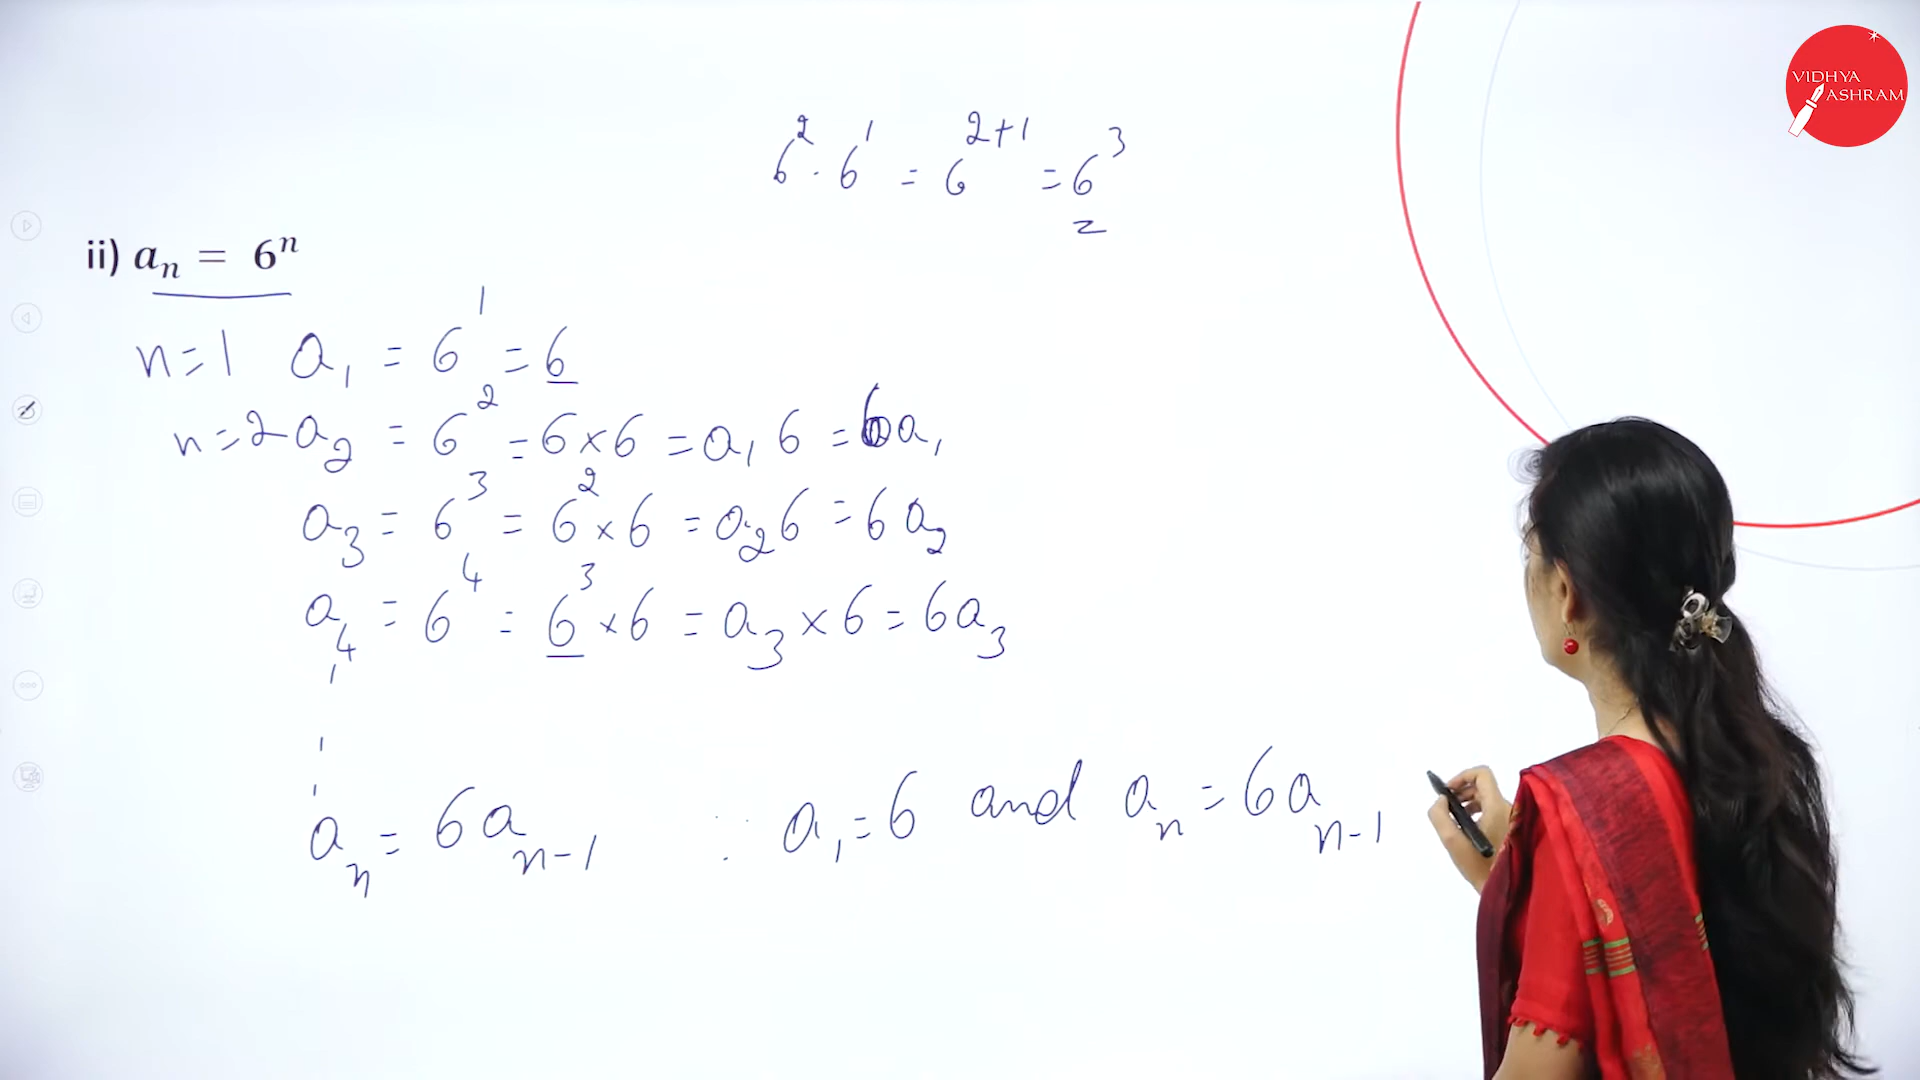 VIDHYA
ASHRAM
6² · 6¹ = 6²⁺¹ = 6³
ii) aₙ = 6ⁿ
n=1 a₁ = 6¹ = 6
n=2 a₂ = 6² = 6×6 = a₁ 6 = 6a₁
a₃ = 6³ = 6² × 6 = a₂6 = 6a₂
a₄ = 6⁴ = 6³ × 6 = a₃ × 6 = 6a₃
aₙ = 6aₙ₋₁ ∴ a₁ = 6 and aₙ = 6aₙ₋₁